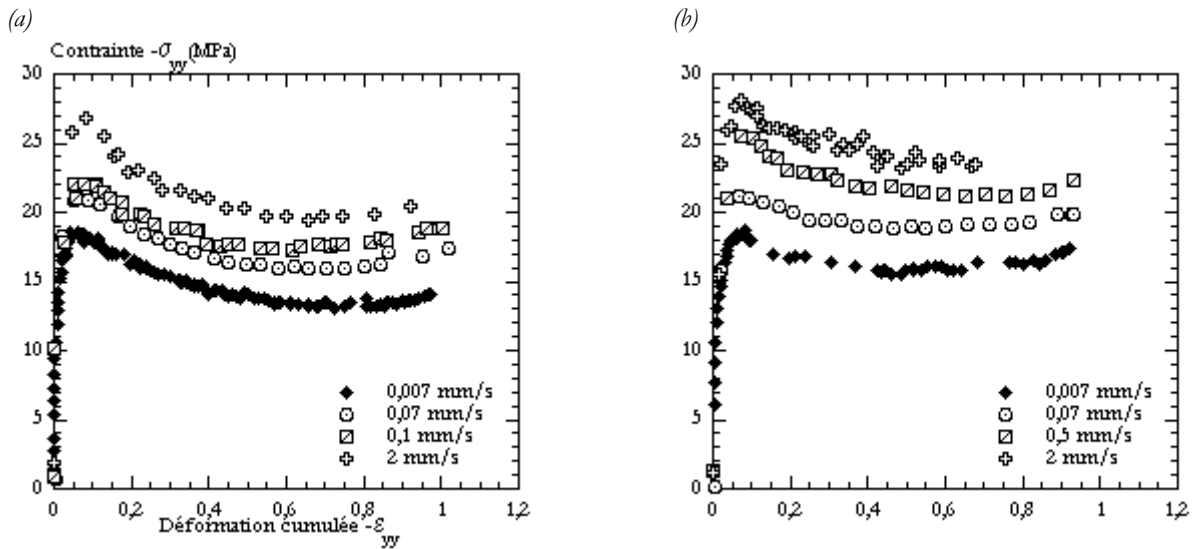 (a)
(b)
Contrainte -σyy (MPa)
30
25
20
15
10
5
0
0 0,2 0,4 0,6 0,8 1 1,2
Déformation cumulée -εyy
0,007 mm/s
0,07 mm/s
0,1 mm/s
2 mm/s
30
25
20
15
10
5
0
0 0,2 0,4 0,6 0,8 1 1,2
0,007 mm/s
0,07 mm/s
0,5 mm/s
2 mm/s